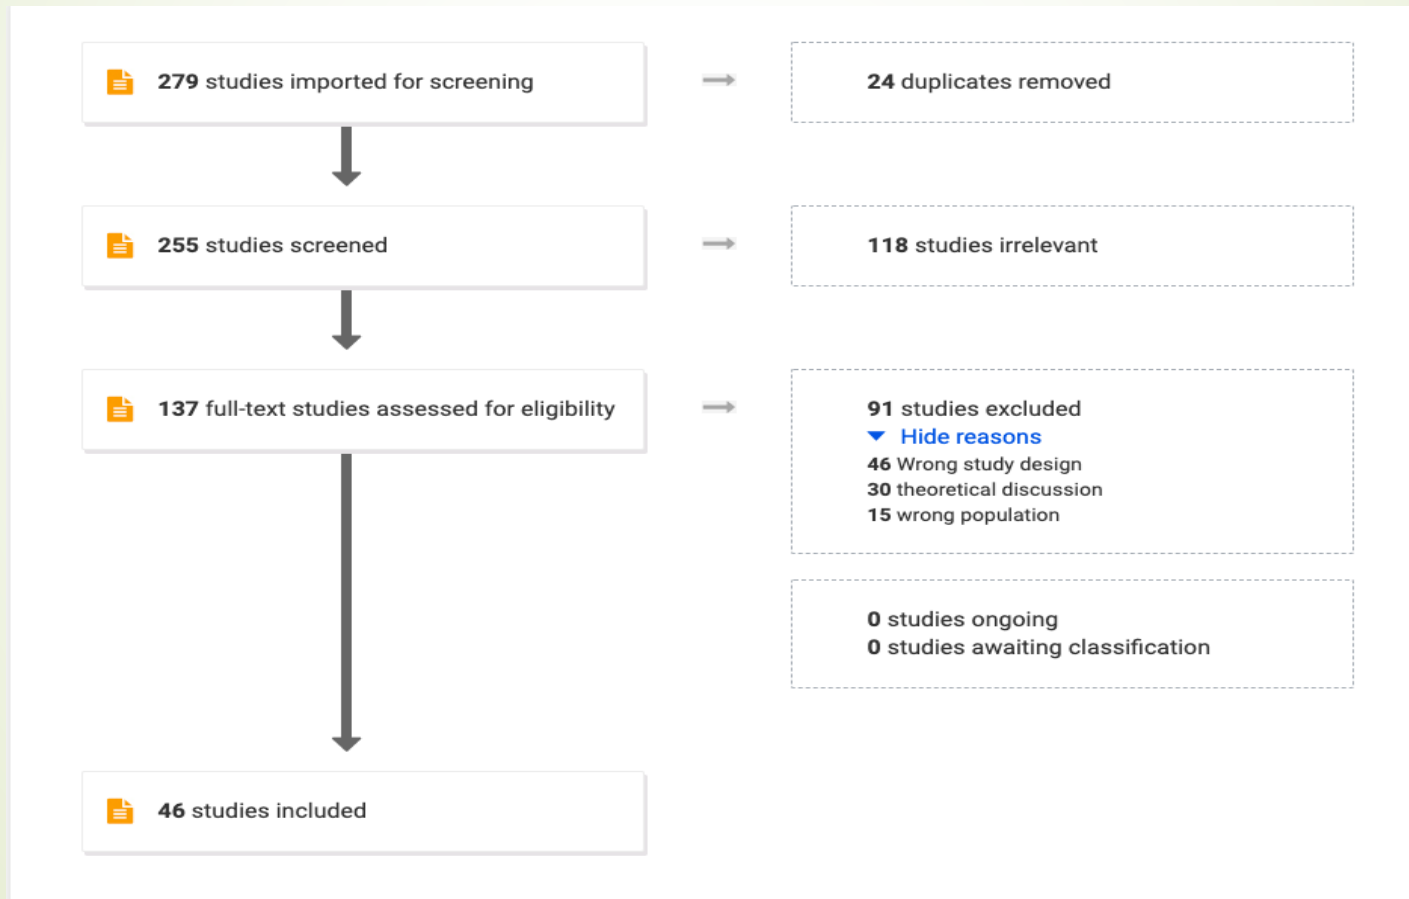 279 studies imported for screening
24 duplicates removed
255 studies screened
118 studies irrelevant
137 full-text studies assessed for eligibility
91 studies excluded
Hide reasons
46 Wrong study design
30 theoretical discussion
15 wrong population
0 studies ongoing
0 studies awaiting classification
46 studies included